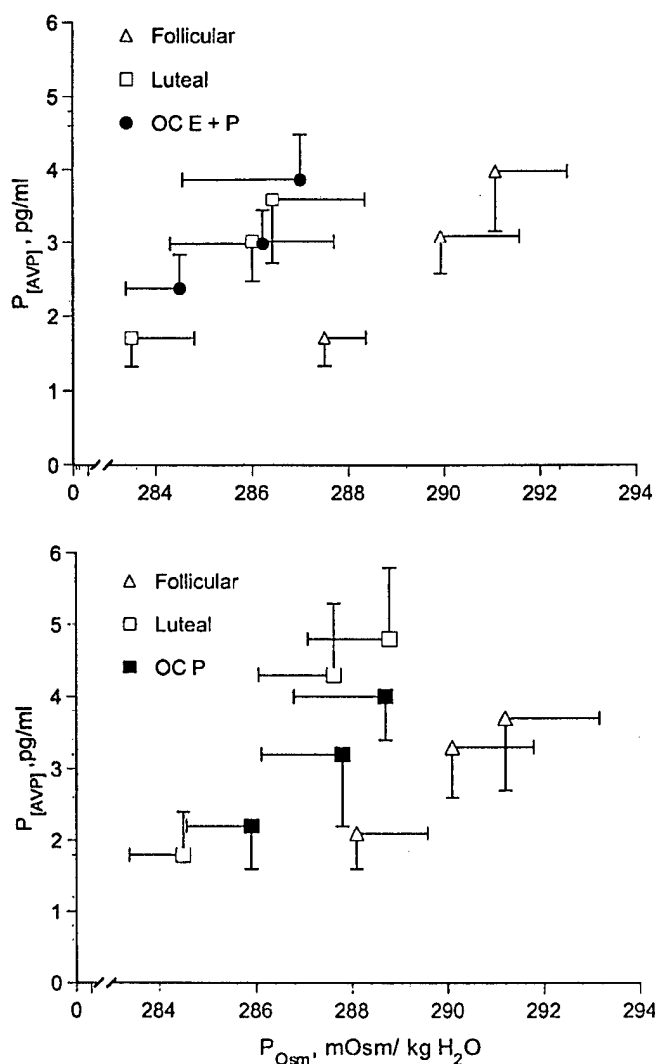 6
△ Follicular
□ Luteal
5
● OC E + P
4
3
2
1
0
P[AVP], pg/ml
0 284 286 288 290 292 294
6
△ Follicular
□ Luteal
5
■ OC P
4
3
2
1
0
P[AVP],pg/ml
0 284 286 288 290 292 294
POsm, mOsm/ kg H2O